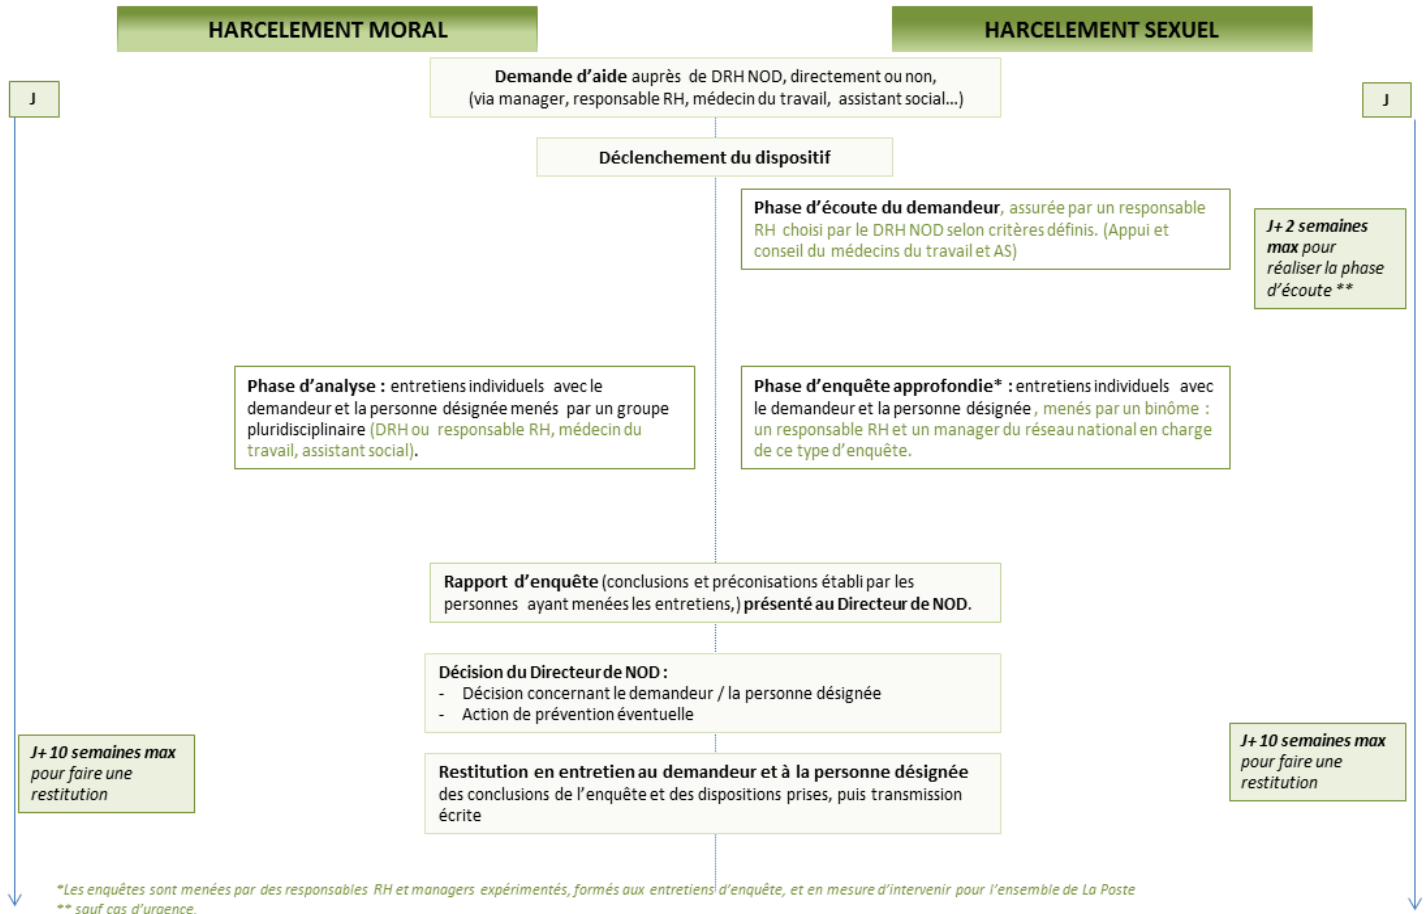 HARCELEMENT MORAL
HARCELEMENT SEXUEL
Demande d'aide auprès de DRH NOD, directement ou non,
(via manager, responsable RH, médecin du travail, assistant social...)
J
J
Déclenchement du dispositif
Phase d'écoute du demandeur, assurée par un responsable
RH choisi par le DRH NOD selon critères définis. (Appui et
conseil du médecins du travail et AS)
J+ 2 semaines
max pour
réaliser la phase
d'écoute **
Phase d'analyse : entretiens individuels avec le
demandeur et la personne désignée menés par un groupe
pluridisciplinaire (DRH ou responsable RH, médecin du
travail, assistant social).
Phase d'enquête approfondie* : entretiens individuels avec
le demandeur et la personne désignée , menés par un binôme :
un responsable RH et un manager du réseau national en charge
de ce type d'enquête.
Rapport d'enquête (conclusions et préconisations établi par les
personnes ayant menées les entretiens,) présenté au Directeur de NOD.
Décision du Directeur de NOD :
- Décision concernant le demandeur / la personne désignée
- Action de prévention éventuelle
J+ 10 semaines max
pour faire une
restitution
J+ 10 semaines max
pour faire une
restitution
Restitution en entretien au demandeur et à la personne désignée
des conclusions de l'enquête et des dispositions prises, puis transmission
écrite
*Les enquêtes sont menées par des responsables RH et managers expérimentés, formés aux entretiens d'enquête, et en mesure d'intervenir pour l'ensemble de La Poste
** sauf cas d'urgence.